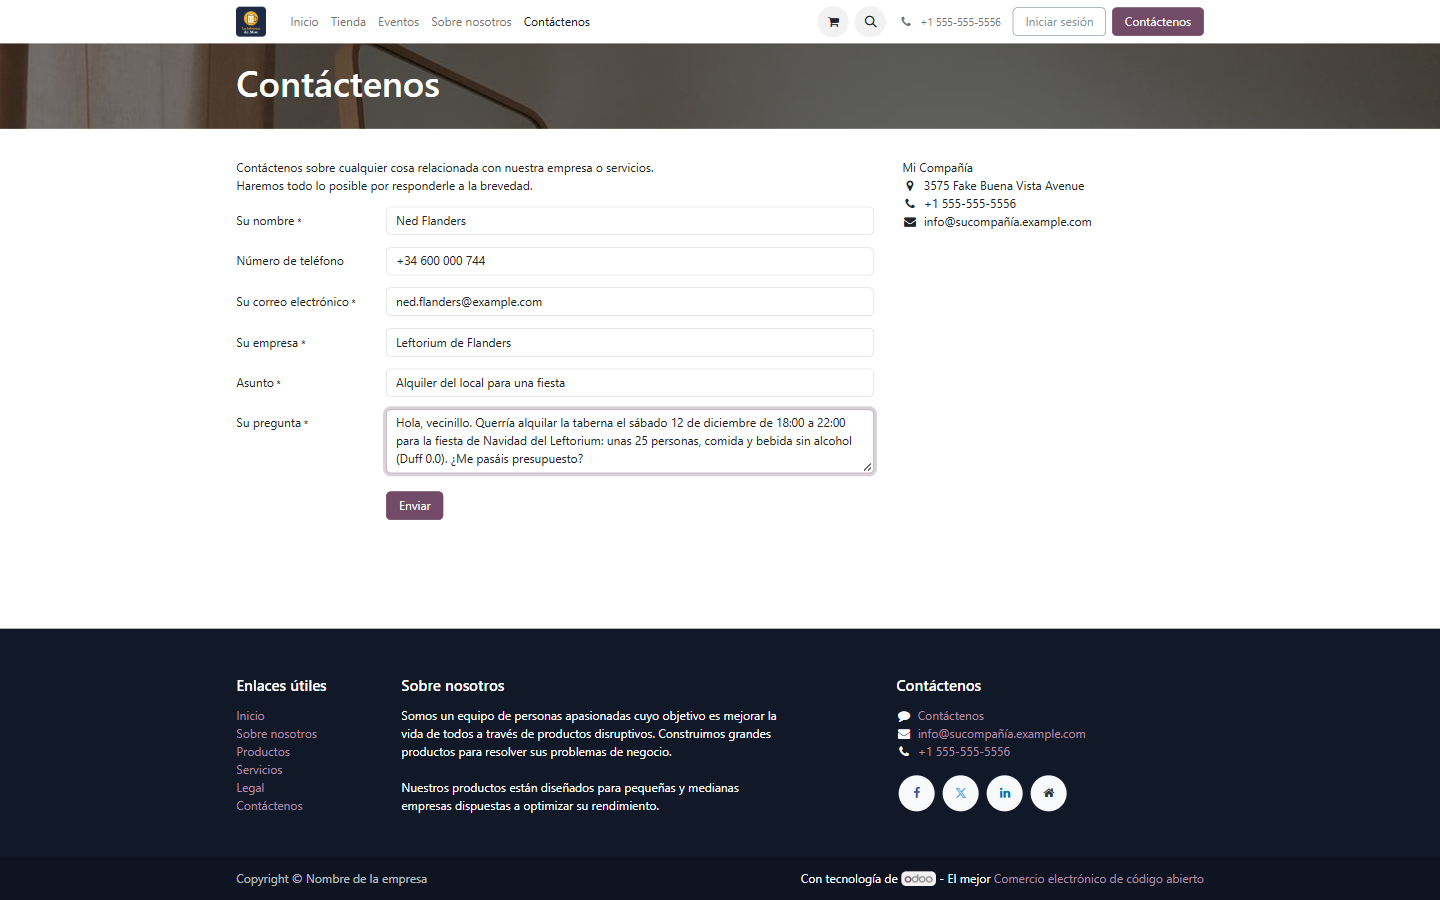 Inicio
Tienda
Eventos
Sobre nosotros
Contáctenos
+1 555-555-5556
Iniciar sesión
Contáctenos
Contáctenos
Contáctenos sobre cualquier cosa relacionada con nuestra empresa o servicios.
Haremos todo lo posible por responderle a la brevedad.
Su nombre *
Ned Flanders
Número de teléfono
+34 600 000 744
Su correo electrónico *
ned.flanders@example.com
Su empresa *
Leftorium de Flanders
Asunto *
Alquiler del local para una fiesta
Su pregunta *
Hola, vecinillo. Querría alquilar la taberna el sábado 12 de diciembre de 18:00 a 22:00
para la fiesta de Navidad del Leftorium: unas 25 personas, comida y bebida sin alcohol
(Duff 0.0). ¿Me pasáis presupuesto?
Enviar
Mi Compañía
3575 Fake Buena Vista Avenue
+1 555-555-5556
info@sucompañía.example.com
Enlaces útiles
Inicio
Sobre nosotros
Productos
Servicios
Legal
Contáctenos
Sobre nosotros
Somos un equipo de personas apasionadas cuyo objetivo es mejorar la
vida de todos a través de productos disruptivos. Construimos grandes
productos para resolver sus problemas de negocio.
Nuestros productos están diseñados para pequeñas y medianas
empresas dispuestas a optimizar su rendimiento.
Contáctenos
Contáctenos
info@sucompañía.example.com
+1 555-555-5556
Copyright © Nombre de la empresa
Con tecnología de odoo - El mejor Comercio electrónico de código abierto